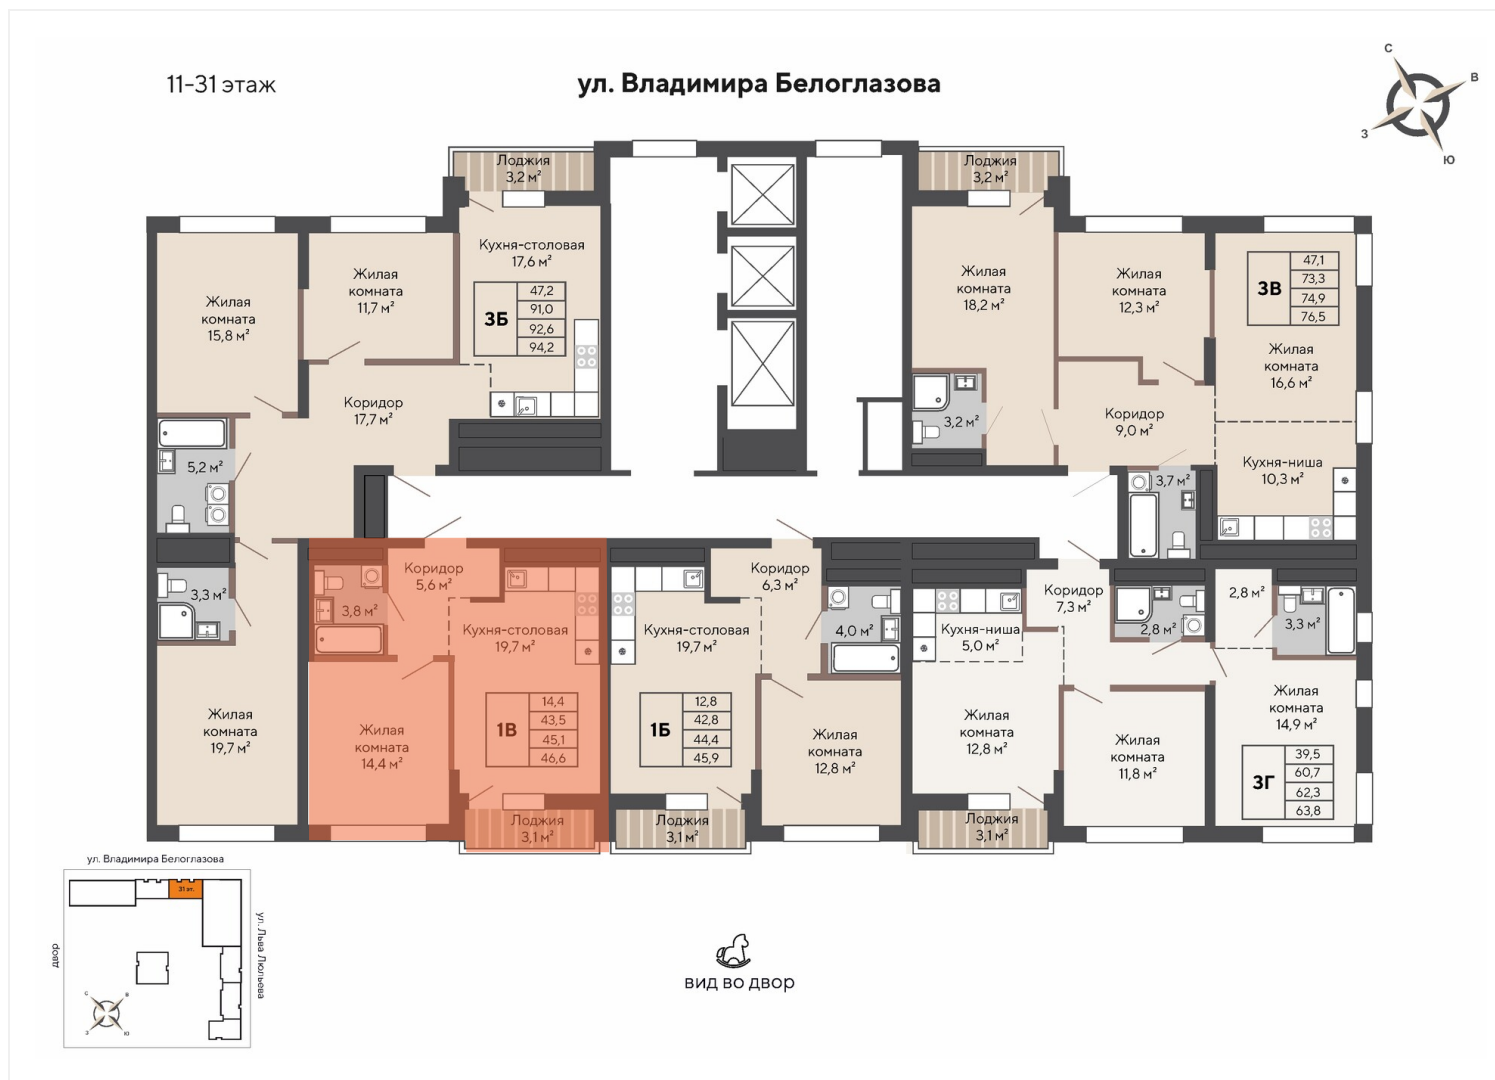 11-31 этаж
ул. Владимира Белоглазова
С
В
З
Ю
Лоджия
3,2 м²
Кухня-столовая
17,6 м²
3Б
47,2
91,0
92,6
94,2
Жилая
комната
11,7 м²
Жилая
комната
15,8 м²
Коридор
17,7 м²
5,2 м²
3,3 м²
Жилая
комната
19,7 м²
Лоджия
3,2 м²
Жилая
комната
18,2 м²
Жилая
комната
12,3 м²
3В
47,1
73,3
74,9
76,5
Жилая
комната
16,6 м²
3,2 м²
Коридор
9,0 м²
Кухня-ниша
10,3 м²
3,7 м²
Коридор
5,6 м²
3,8 м²
Кухня-столовая
19,7 м²
1В
14,4
43,5
45,1
46,6
Жилая
комната
14,4 м²
Лоджия
3,1 м²
Коридор
6,3 м²
Кухня-столовая
19,7 м²
4,0 м²
1Б
12,8
42,8
44,4
45,9
Жилая
комната
12,8 м²
Лоджия
3,1 м²
Коридор
7,3 м²
Кухня-ниша
5,0 м²
2,8 м²
2,8 м²
3,3 м²
Жилая
комната
12,8 м²
Жилая
комната
11,8 м²
Жилая
комната
14,9 м²
3Г
39,5
60,7
62,3
63,8
Лоджия
3,1 м²
ул. Владимира Белоглазова
31 эт.
двор
ул. Льва Люльева
С
В
З
Ю
ВИД ВО ДВОР